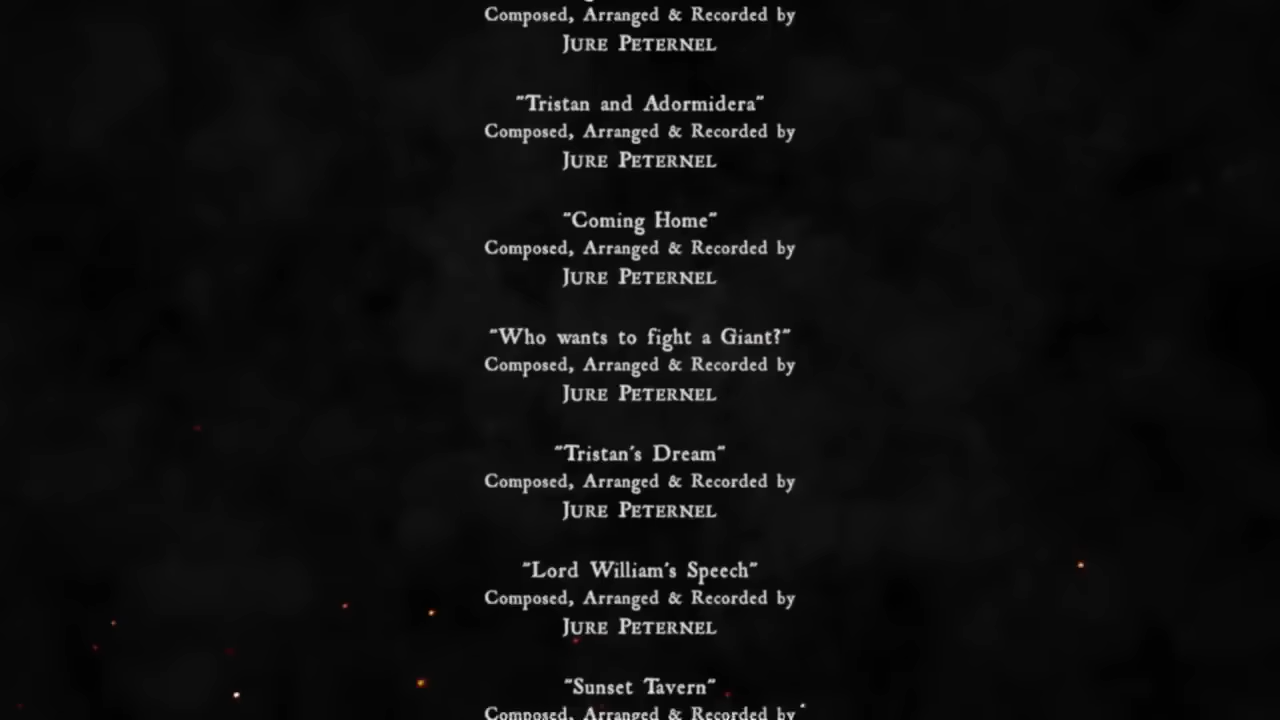 Composed, Arranged & Recorded by
JURE PETERNEL
"Tristan and Adormidera"
Composed, Arranged & Recorded by
JURE PETERNEL
"Coming Home"
Composed, Arranged & Recorded by
JURE PETERNEL
"Who wants to fight a Giant?"
Composed, Arranged & Recorded by
JURE PETERNEL
"Tristan's Dream"
Composed, Arranged & Recorded by
JURE PETERNEL
"Lord William's Speech"
Composed, Arranged & Recorded by
JURE PETERNEL
"Sunset Tavern"
Composed, Arranged & Recorded by